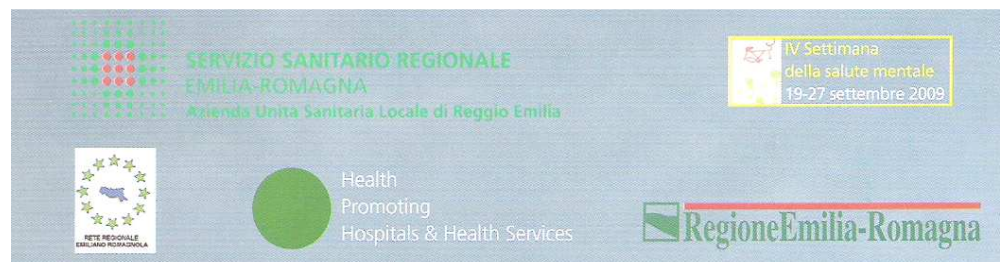 SERVIZIO SANITARIO REGIONALE
EMILIA-ROMAGNA
Azienda Unità Sanitaria Locale di Reggio Emilia
IV Settimana
della salute mentale
19-27 settembre 2009
RETE REGIONALE
EMILIANO ROMAGNOLA
Health
Promoting
Hospitals & Health Services
RegioneEmilia-Romagna